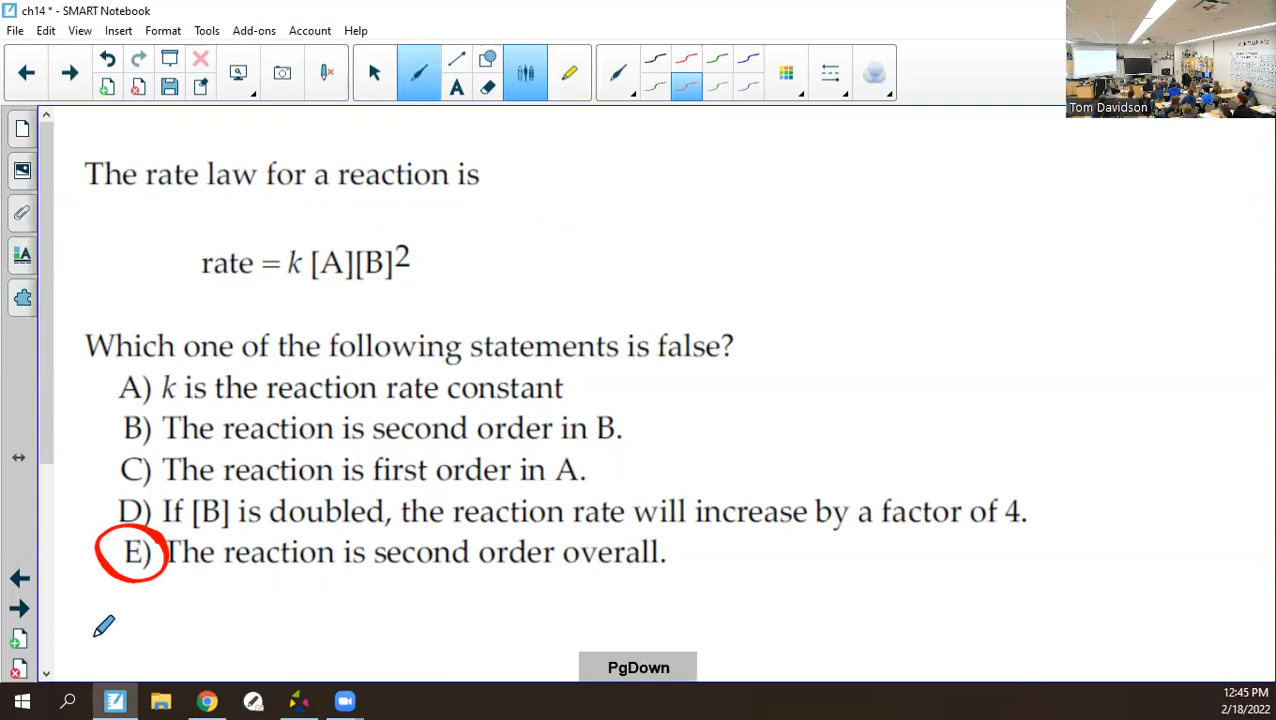 ch14 * - SMART Notebook
File Edit View Insert Format Tools Add-ons Account Help
Tom Davidson
The rate law for a reaction is
rate = k [A][B]2
Which one of the following statements is false?
A) k is the reaction rate constant
B) The reaction is second order in B.
C) The reaction is first order in A.
D) If [B] is doubled, the reaction rate will increase by a factor of 4.
E) The reaction is second order overall.
PgDown
12:45 PM
2/18/2022